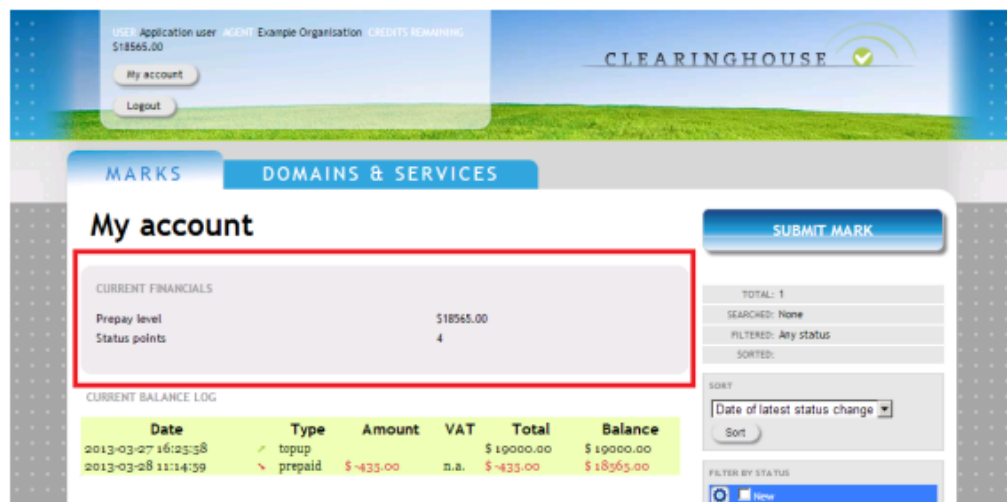 USER Application user AGENT Example Organisation CREDITS REMAINING
$18565.00
My account
Logout
CLEARINGHOUSE
MARKS DOMAINS & SERVICES
My account
SUBMIT MARK
CURRENT FINANCIALS
Prepay level $18565.00
Status points 4
TOTAL: 1
SEARCHED: None
FILTERED: Any status
SORTED:
SORT
Date of latest status change
Sort
CURRENT BALANCE LOG
Date Type Amount VAT Total Balance
2013-03-27 16:25:58 topup $ 19000.00 $ 19000.00
2013-03-28 11:14:59 prepaid $ -435.00 n.a. $ -435.00 $ 18565.00
FILTER BY STATUS
New